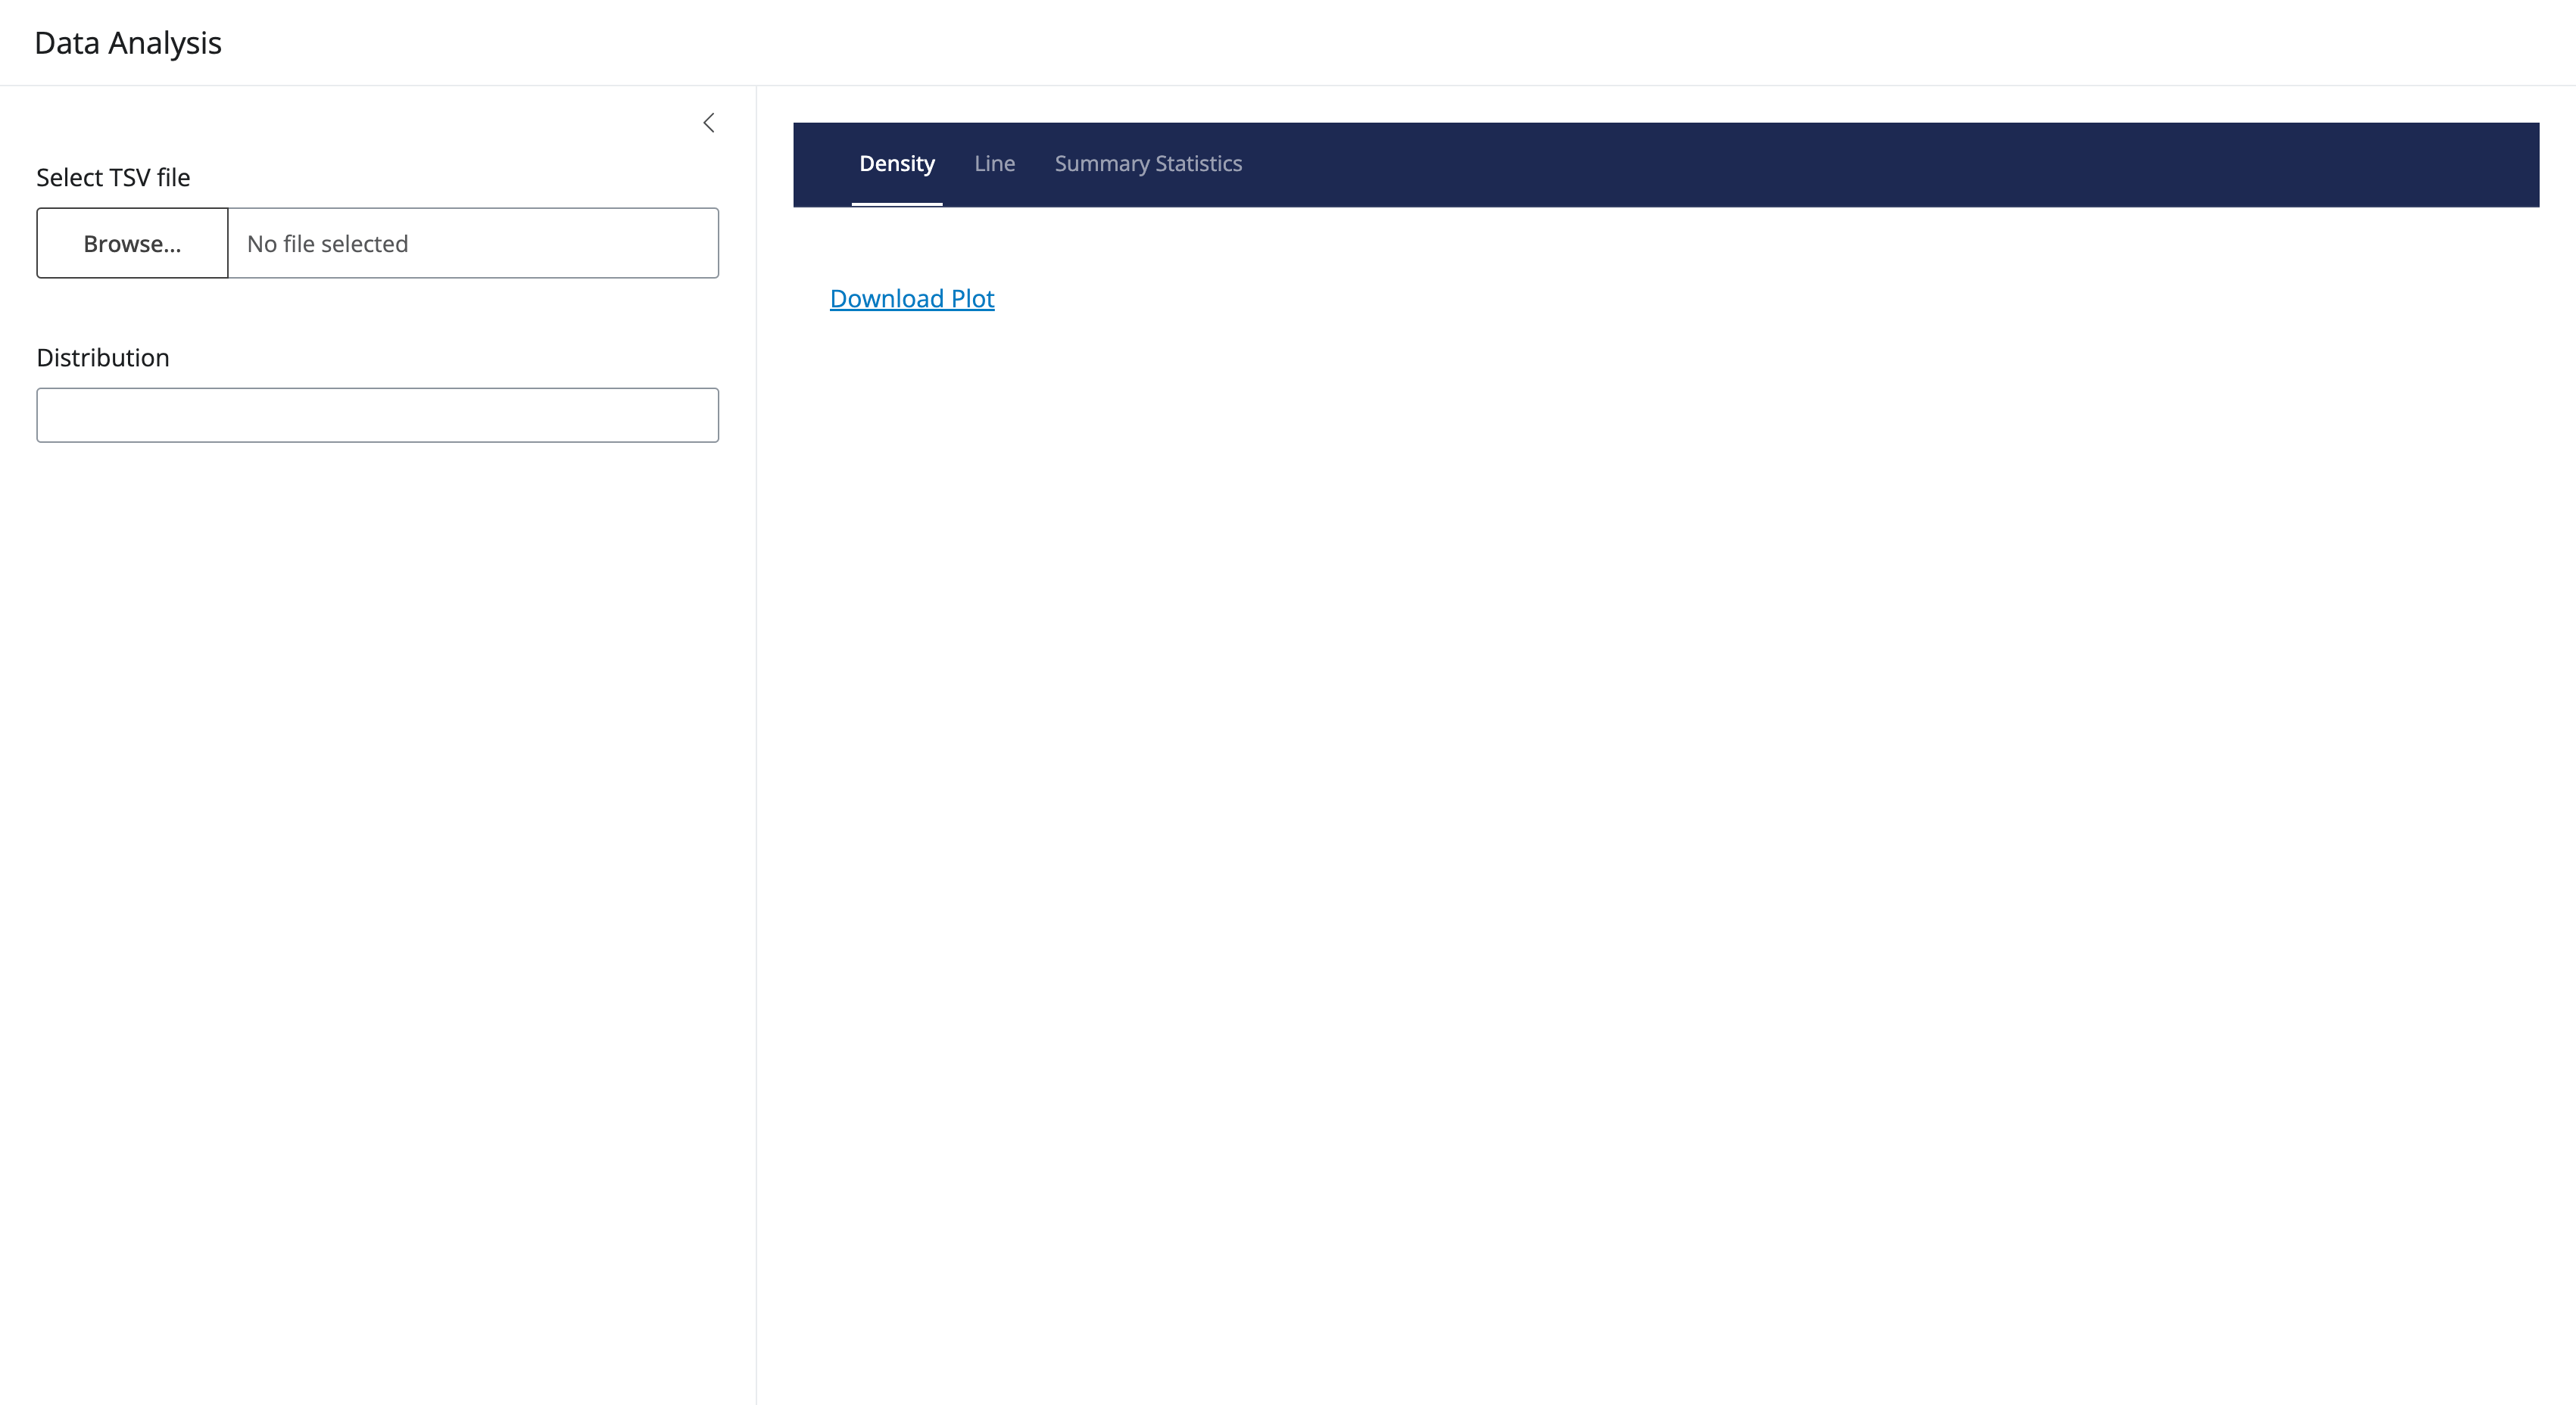 Data Analysis
Select TSV file
Browse...
No file selected
Distribution
Density
Line
Summary Statistics
Download Plot